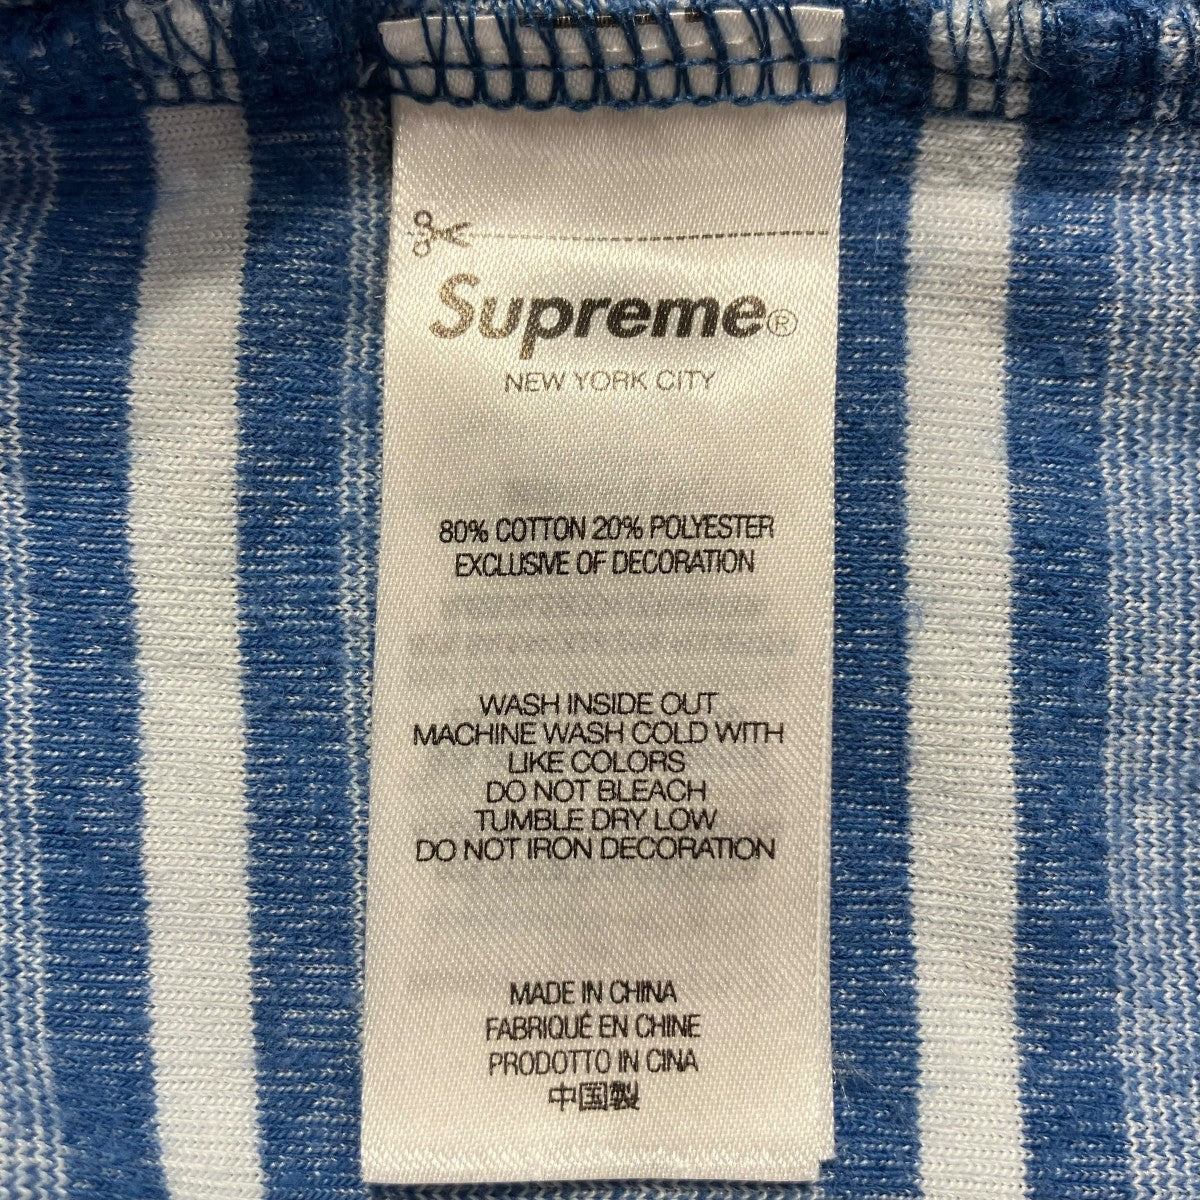 Supreme®
NEW YORK CITY
80% COTTON 20% POLYESTER
EXCLUSIVE OF DECORATION
WASH INSIDE OUT
MACHINE WASH COLD WITH
LIKE COLORS
DO NOT BLEACH
TUMBLE DRY LOW
DO NOT IRON DECORATION
MADE IN CHINA
FABRIQUÉ EN CHINE
PRODOTTO IN CINA
中国製